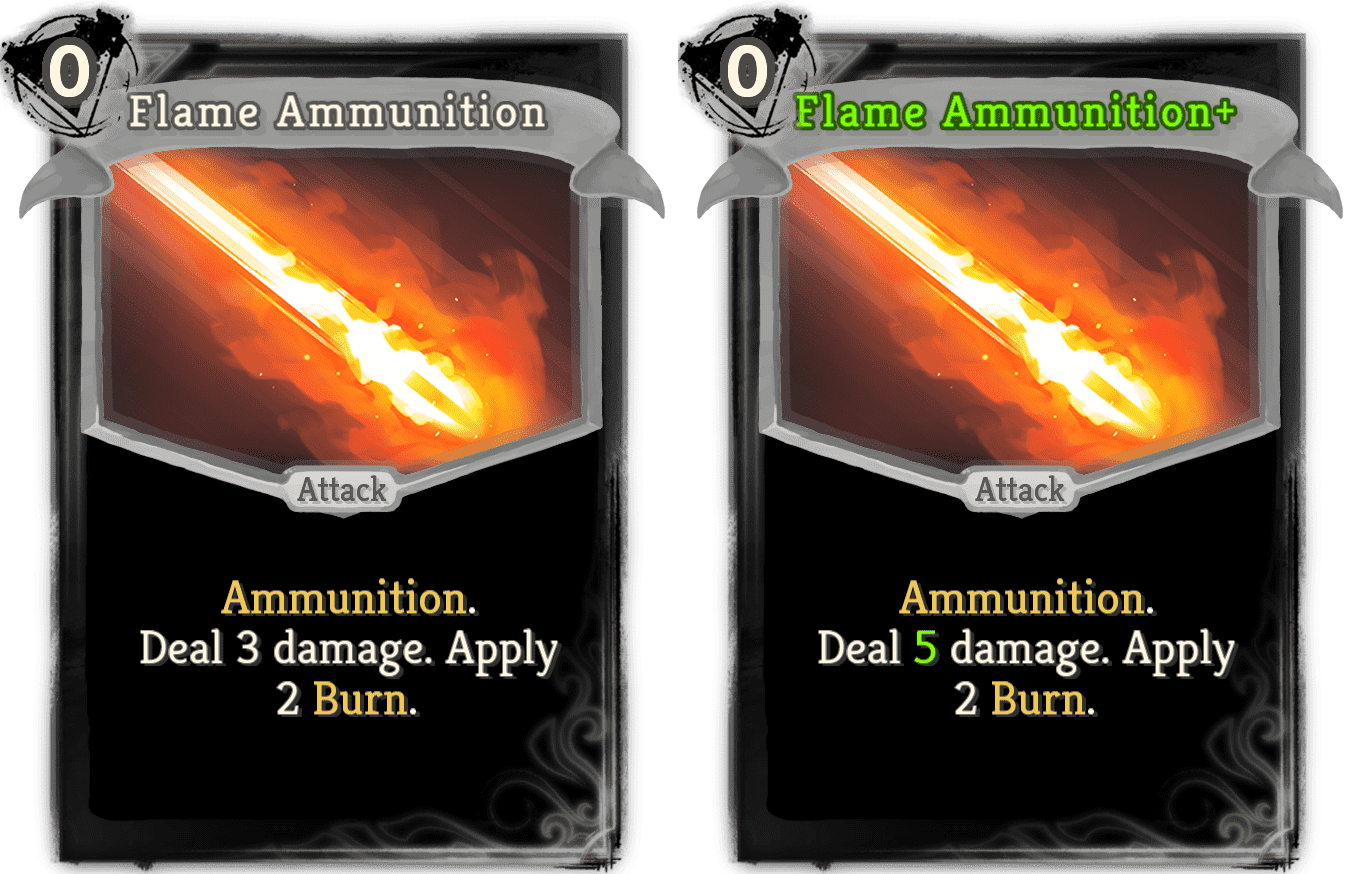 0
Flame Ammunition
Attack
Ammunition.
Deal 3 damage. Apply
2 Burn.
0
Flame Ammunition+
Attack
Ammunition.
Deal 5 damage. Apply
2 Burn.